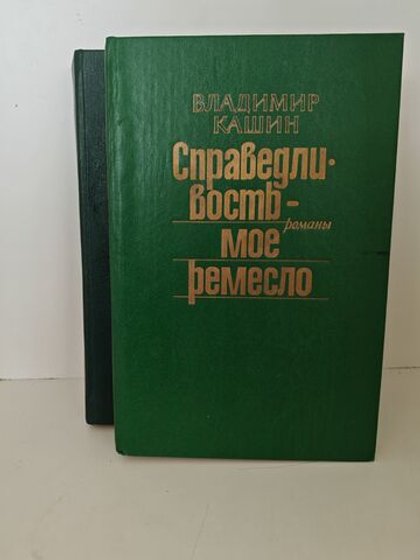 ВЛАДИМИР
КАШИН
Справедли-
вость -
романы
мое
ремесло